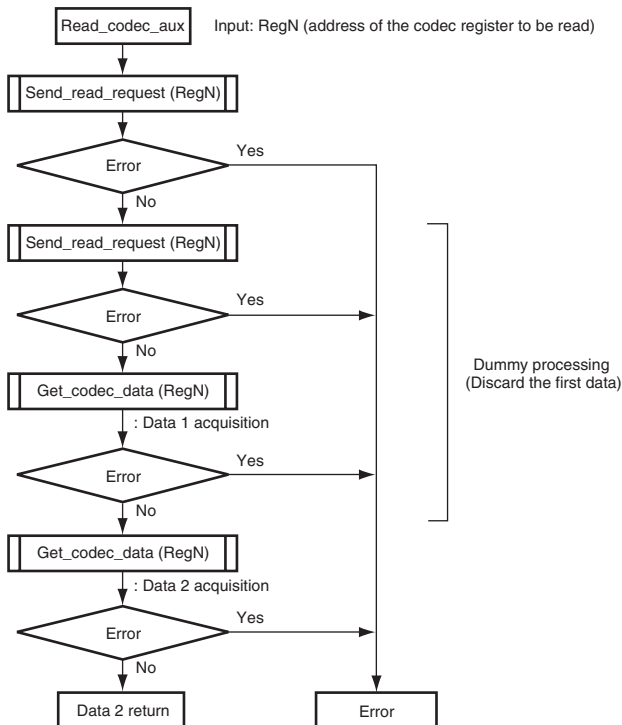 Read_codec_aux
Input: RegN (address of the codec register to be read)
Send_read_request (RegN)
Error
Yes
No
Send_read_request (RegN)
Error
Yes
No
Get_codec_data (RegN)
: Data 1 acquisition
Error
Yes
No
Dummy processing
(Discard the first data)
Get_codec_data (RegN)
: Data 2 acquisition
Error
Yes
No
Data 2 return
Error